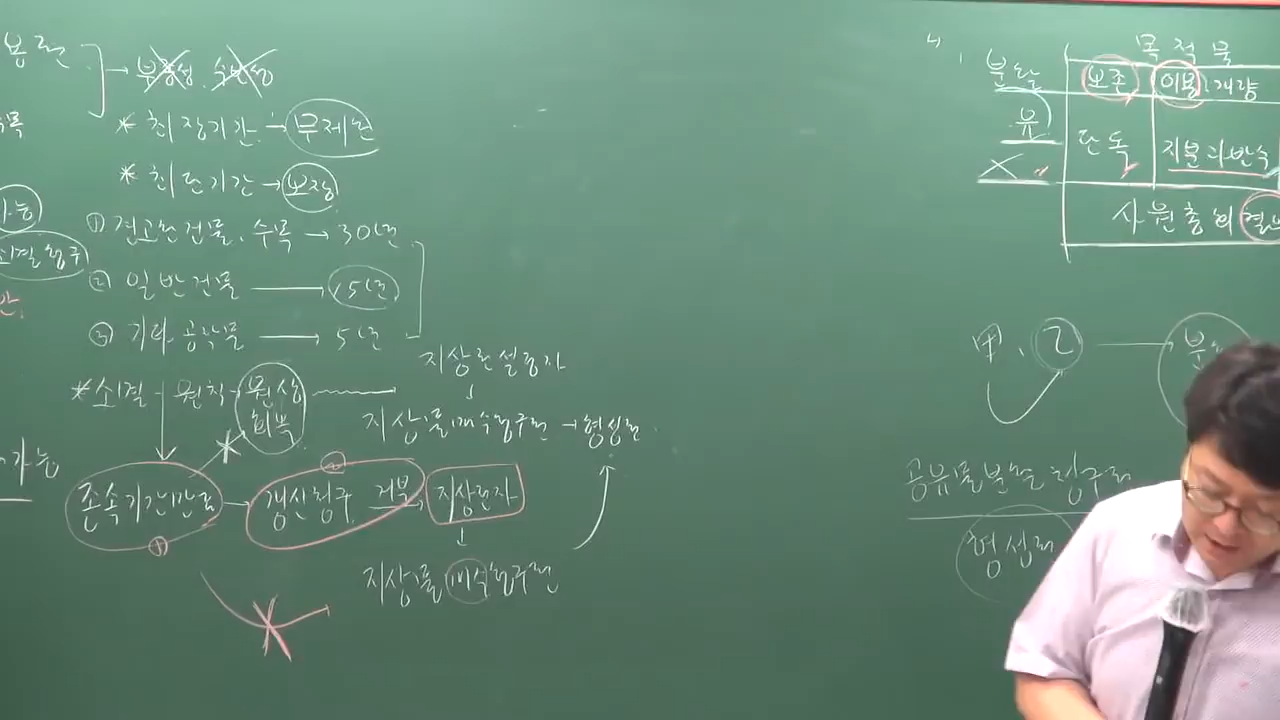 * 최장기간 → 무제한
* 최단기간 → 보장
① 견고한 건물, 수목 → 30년
② 일반건물 → 15년
③ 기타 공작물 → 5년
* 소멸 원칙 원상
회복
지상권설정자
지상물매수청구권 → 형성권
존속기간만료 → 갱신청구 거부 → 지상권자
지상물 매수청구권
가능
목적물
분할 보존 이용, 개량
유
X 단독 지분의 반수
사원총회 결
甲, 乙
공유물분할청구권
형성권